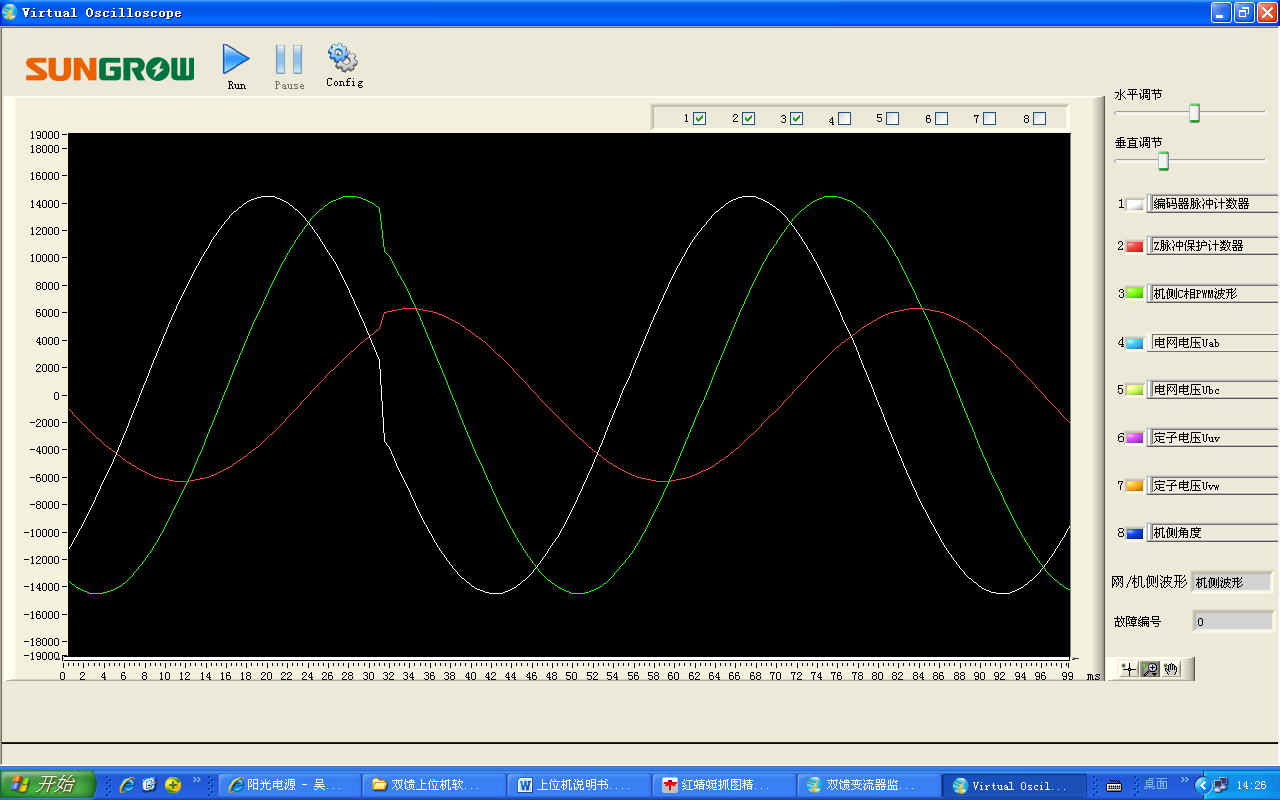 Virtual Oscilloscope
SUNGROW
Run
Pause
Config
1 2 3 4 5 6 7 8
水平调节
垂直调节
19000
18000
16000
14000
12000
10000
8000
6000
4000
2000
0
-2000
-4000
-6000
-8000
-10000
-12000
-14000
-16000
-18000
-19000
0 2 4 6 8 10 12 14 16 18 20 22 24 26 28 30 32 34 36 38 40 42 44 46 48 50 52 54 56 58 60 62 64 66 68 70 72 74 76 78 80 82 84 86 88 90 92 94 96 99 ms
1 编码器脉冲计数器
2 Z脉冲保护计数器
3 机侧C相PWM波形
4 电网电压Uab
5 电网电压Ubc
6 定子电压Uuv
7 定子电压Uvw
8 机侧角度
网/机侧波形 机侧波形
故障编号 0
开始 阳光电源 - 吴... 双馈上位机软... 上位机说明书.... 红蜻蜓抓图精... 双馈变流器监... Virtual Oscil... 桌面 14:26